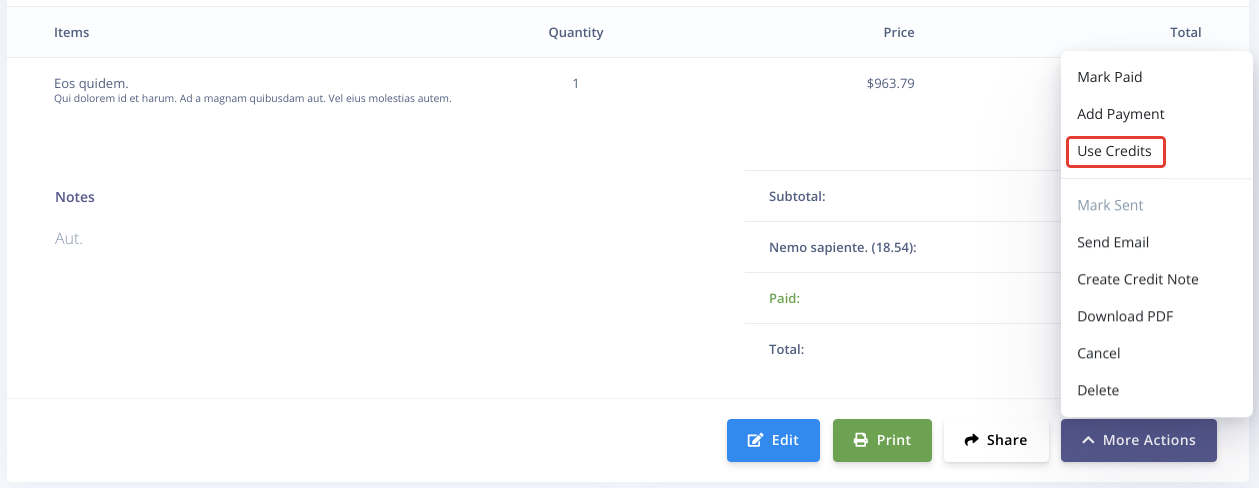 Items Quantity Price Total
Eos quidem. 1 $963.79
Qui dolorem id et harum. Ad a magnam quibusdam aut. Vel eius molestias autem.
Notes
Aut.
Subtotal:
Nemo sapiente. (18.54):
Paid:
Total:
Mark Paid
Add Payment
Use Credits
Mark Sent
Send Email
Create Credit Note
Download PDF
Cancel
Delete
Edit Print Share More Actions